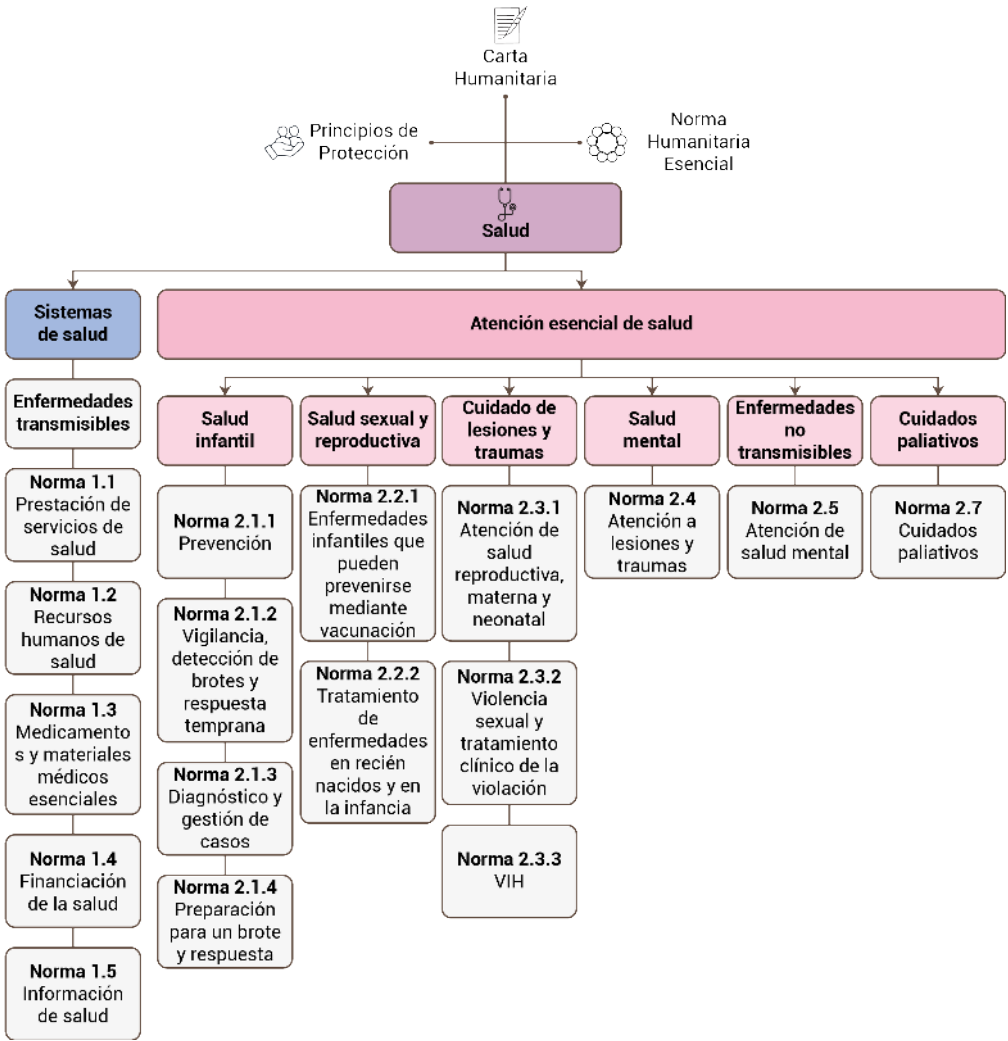 Carta
Humanitaria
Principios de
Protección
Norma
Humanitaria
Esencial
Salud
Sistemas
de salud
Atención esencial de salud
Enfermedades
transmisibles
Norma 1.1
Prestación de
servicios de
salud
Norma 1.2
Recursos
humanos de
salud
Norma 1.3
Medicamento
s y materiales
médicos
esenciales
Norma 1.4
Financiación
de la salud
Norma 1.5
Información
de salud
Salud
infantil
Norma 2.1.1
Prevención
Norma 2.1.2
Vigilancia,
detección de
brotes y
respuesta
temprana
Norma 2.1.3
Diagnóstico y
gestión de
casos
Norma 2.1.4
Preparación
para un brote
y respuesta
Salud sexual y
reproductiva
Norma 2.2.1
Enfermedades
infantiles que
pueden
prevenirse
mediante
vacunación
Norma 2.2.2
Tratamiento
de
enfermedades
en recién
nacidos y en
la infancia
Cuidado de
lesiones y
traumas
Norma 2.3.1
Atención de
salud
reproductiva,
materna y
neonatal
Norma 2.3.2
Violencia
sexual y
tratamiento
clínico de la
violación
Norma 2.3.3
VIH
Salud
mental
Norma 2.4
Atención a
lesiones y
traumas
Enfermedades
no
transmisibles
Norma 2.5
Atención de
salud mental
Cuidados
paliativos
Norma 2.7
Cuidados
paliativos